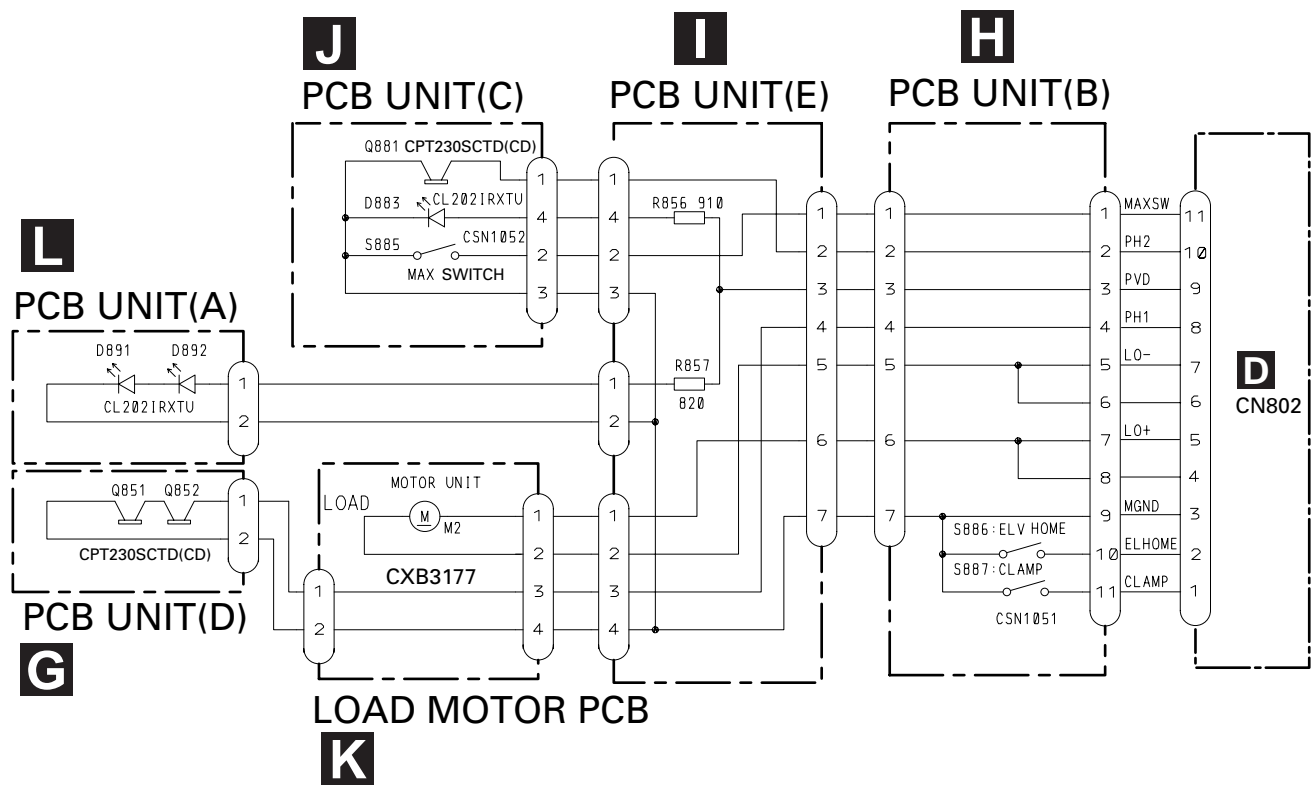 J
I
H
PCB UNIT(C)
PCB UNIT(E)
PCB UNIT(B)
Q881 CPT230SCTD(CD)
D883
CL202IRXTU
S885
CSN1052
MAX SWITCH
1
4
2
3
1
4
2
3
R856 910
1
2
3
4
5
6
7
1
2
3
4
5
6
7
1 MAXSW 11
2 PH2 10
3 PVD 9
4 PH1 8
5 LO- 7
6 6
7 LO+ 5
8 4
9 MGND 3
10 ELHOME 2
11 CLAMP 1
D
CN802
S886:ELV HOME
S887:CLAMP
CSN1051
L
PCB UNIT(A)
D891 D892
CL202IRXTU
1
2
1
2
R857
820
Q851 Q852
CPT230SCTD(CD)
1
2
PCB UNIT(D)
G
MOTOR UNIT
LOAD
M
M2
CXB3177
1
2
1
2
3
4
1
2
3
4
LOAD MOTOR PCB
K